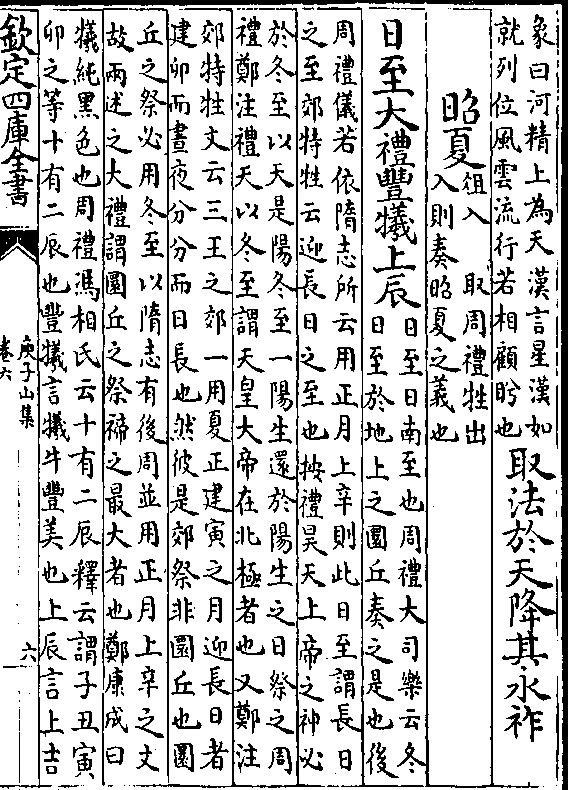 象曰河精上為天漢言星漢如
就列位風雲流行若相顧盻也
取法於天降其永祚
昭夏
俎入 取周禮牲出
入則奏昭夏之義也
日至大禮豐犧上辰
日至日南至也周禮大司樂云冬
日至於地上之圜丘奏之是也後
周禮儀若依隋志所云用正月上辛則此日至謂長日
之至郊特牲云迎長日之至也按禮昊天上帝之神必
於冬至以天是陽冬至一陽生還於陽生之日祭之周
禮鄭注禮天以冬至謂天皇大帝在北極者也又鄭注
郊特牲文云三王之郊一用夏正建寅之月迎長日者
建卯而晝夜分分而日長也然彼是郊祭非圜丘也圜
丘之祭必用冬至以隋志有後周並用正月上辛之文
故兩述之大禮謂圜丘之祭禘之最大者也鄭康成曰
犧純黑色也周禮馮相氏云十有二辰釋云謂子丑寅
卯之等十有二辰也豐犧言犧牛豐美也上辰言上吉
欽定四庫全書
庾子山集
卷六
六